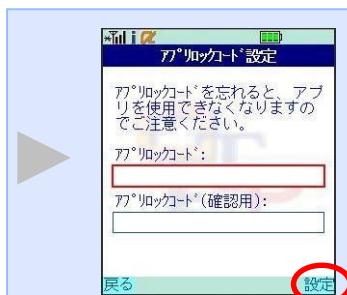 ｱﾌﾟﾘﾛｯｸｺｰﾄﾞ設定
ｱﾌﾟﾘﾛｯｸｺｰﾄﾞを忘れると、アプ
リを使用できなくなりますの
でご注意ください。
ｱﾌﾟﾘﾛｯｸｺｰﾄﾞ:
ｱﾌﾟﾘﾛｯｸｺｰﾄﾞ(確認用):
戻る 設定